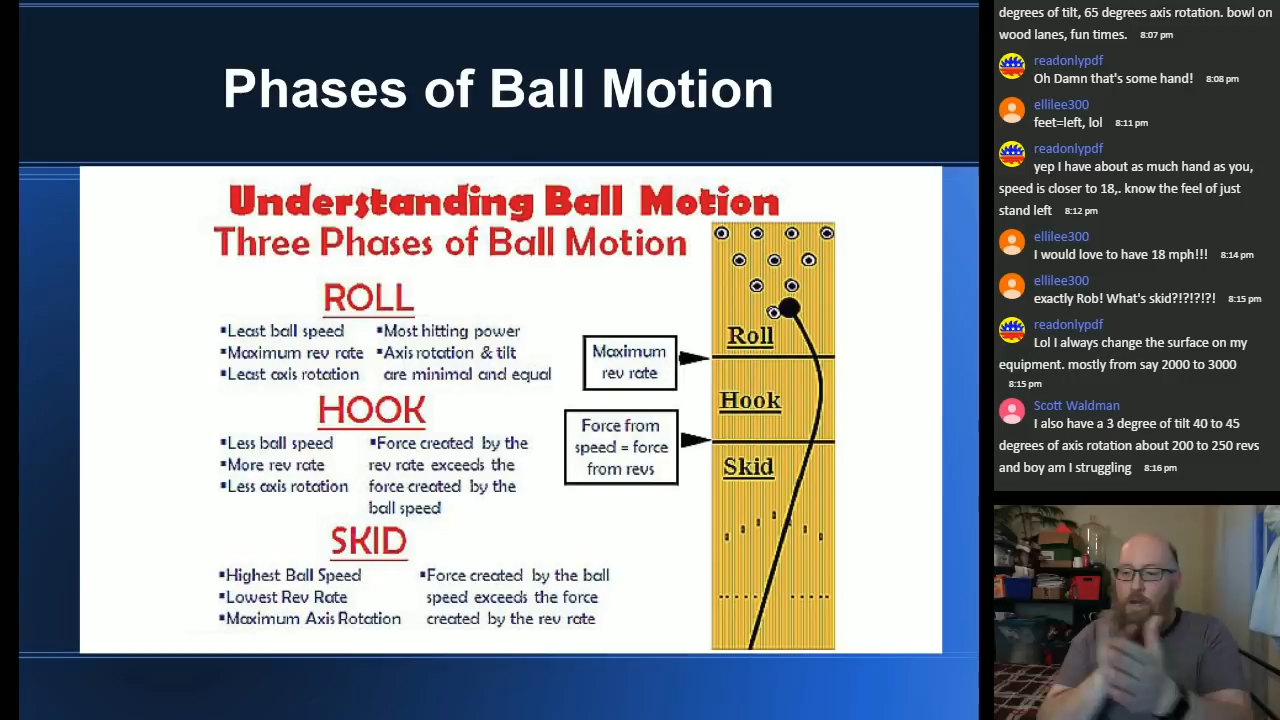 Phases of Ball Motion
Understanding Ball Motion
Three Phases of Ball Motion
ROLL
▪Least ball speed
▪Maximum rev rate
▪Least axis rotation
▪Most hitting power
▪Axis rotation & tilt
are minimal and equal
HOOK
▪Less ball speed
▪More rev rate
▪Less axis rotation
▪Force created by the
rev rate exceeds the
force created by the
ball speed
SKID
▪Highest Ball Speed
▪Lowest Rev Rate
▪Maximum Axis Rotation
▪Force created by the ball
speed exceeds the force
created by the rev rate
Maximum
rev rate
Force from
speed = force
from revs
Roll
Hook
Skid
degrees of tilt, 65 degrees axis rotation. bowl on
wood lanes, fun times. 8:07 pm
readonlypdf
Oh Damn that's some hand! 8:08 pm
ellilee300
feet=left, lol 8:11 pm
readonlypdf
yep I have about as much hand as you,
speed is closer to 18,. know the feel of just
stand left 8:12 pm
ellilee300
I would love to have 18 mph!!! 8:14 pm
ellilee300
exactly Rob! What's skid?!?!?!?! 8:15 pm
readonlypdf
Lol I always change the surface on my
equipment. mostly from say 2000 to 3000
8:15 pm
Scott Waldman
I also have a 3 degree of tilt 40 to 45
degrees of axis rotation about 200 to 250 revs
and boy am I struggling 8:16 pm